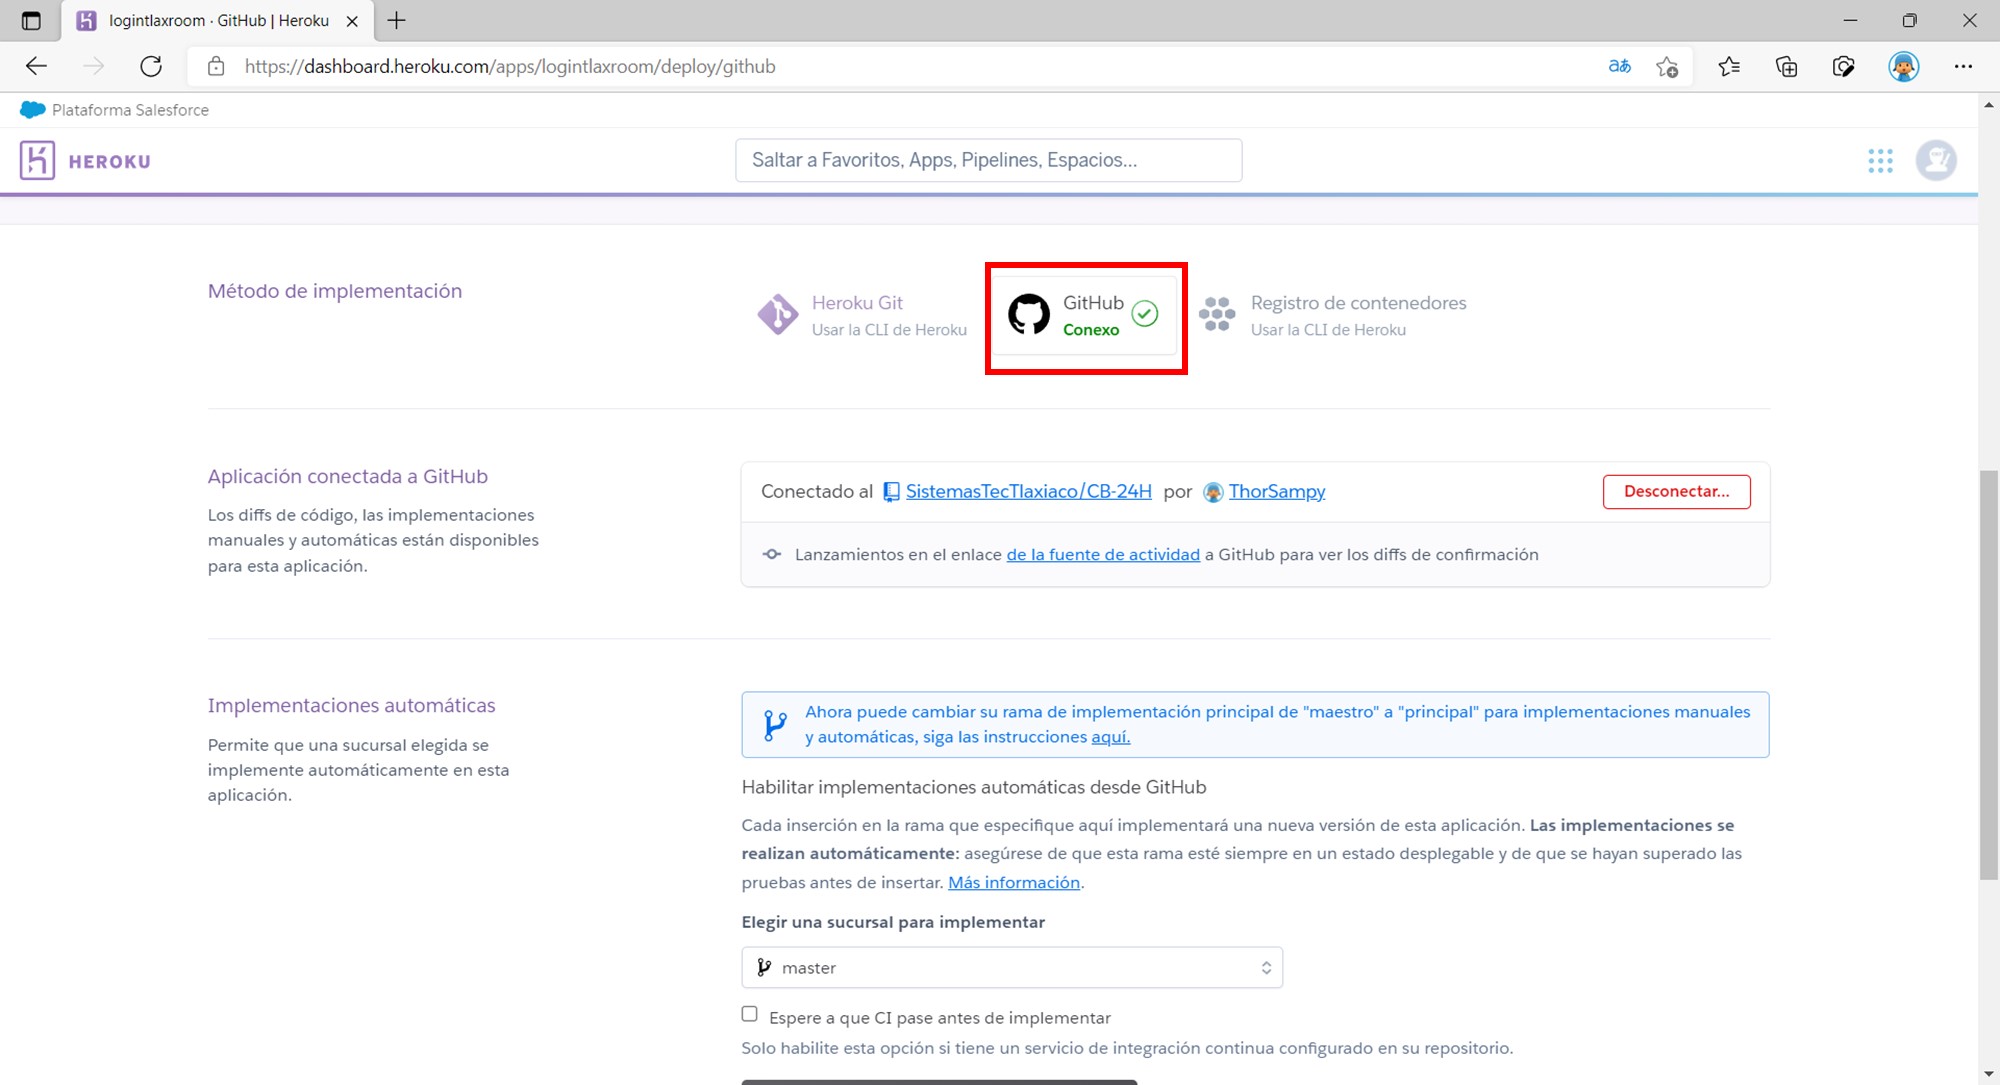 logintlaxroom · GitHub | Heroku
https://dashboard.heroku.com/apps/logintlaxroom/deploy/github
aあ
Plataforma Salesforce
HEROKU
Saltar a Favoritos, Apps, Pipelines, Espacios...
Método de implementación
Heroku Git
Usar la CLI de Heroku
GitHub
Conexo
Registro de contenedores
Usar la CLI de Heroku
Aplicación conectada a GitHub
Los diffs de código, las implementaciones
manuales y automáticas están disponibles
para esta aplicación.
Conectado al SistemasTecTlaxiaco/CB-24H por ThorSampy
Desconectar...
Lanzamientos en el enlace de la fuente de actividad a GitHub para ver los diffs de confirmación
Implementaciones automáticas
Permite que una sucursal elegida se
implemente automáticamente en esta
aplicación.
Ahora puede cambiar su rama de implementación principal de "maestro" a "principal" para implementaciones manuales
y automáticas, siga las instrucciones aquí.
Habilitar implementaciones automáticas desde GitHub
Cada inserción en la rama que especifique aquí implementará una nueva versión de esta aplicación. Las implementaciones se
realizan automáticamente: asegúrese de que esta rama esté siempre en un estado desplegable y de que se hayan superado las
pruebas antes de insertar. Más información.
Elegir una sucursal para implementar
master
Espere a que CI pase antes de implementar
Solo habilite esta opción si tiene un servicio de integración continua configurado en su repositorio.